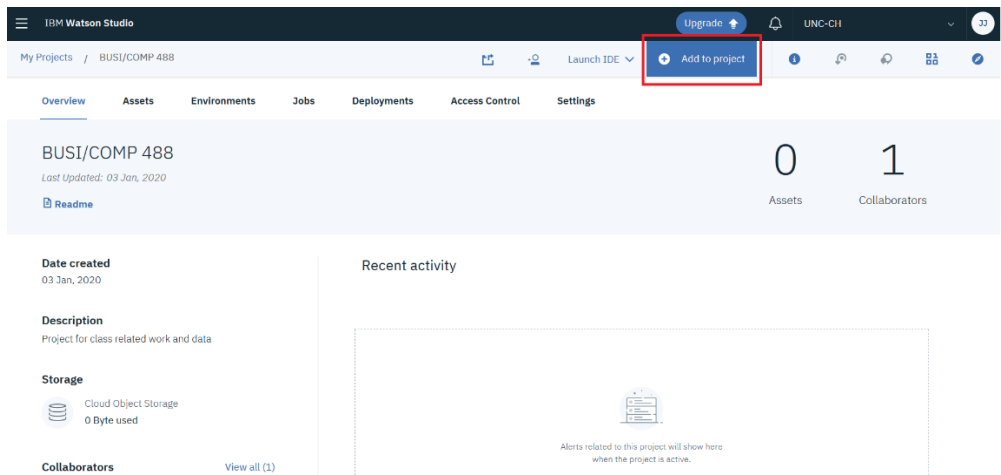 IBM Watson Studio
Upgrade
UNC-CH
JJ
My Projects / BUSI/COMP 488
Launch IDE
Add to project
Overview
Assets
Environments
Jobs
Deployments
Access Control
Settings
BUSI/COMP 488
Last Updated: 03 Jan, 2020
Readme
0
Assets
1
Collaborators
Date created
03 Jan, 2020
Description
Project for class related work and data
Storage
Cloud Object Storage
0 Byte used
Collaborators
View all (1)
Recent activity
Alerts related to this project will show here
when the project is active.